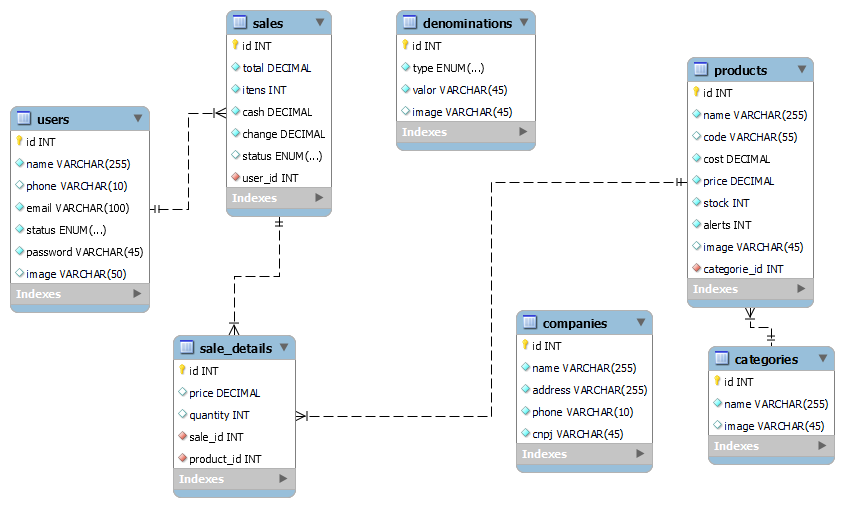 users
id INT
name VARCHAR(255)
phone VARCHAR(10)
email VARCHAR(100)
status ENUM(...)
password VARCHAR(45)
image VARCHAR(50)
Indexes
sales
id INT
total DECIMAL
itens INT
cash DECIMAL
change DECIMAL
status ENUM(...)
user_id INT
Indexes
denominations
id INT
type ENUM(...)
valor VARCHAR(45)
image VARCHAR(45)
Indexes
products
id INT
name VARCHAR(255)
code VARCHAR(55)
cost DECIMAL
price DECIMAL
stock INT
alerts INT
image VARCHAR(45)
categorie_id INT
Indexes
sale_details
id INT
price DECIMAL
quantity INT
sale_id INT
product_id INT
Indexes
companies
id INT
name VARCHAR(255)
address VARCHAR(255)
phone VARCHAR(10)
cnpj VARCHAR(45)
Indexes
categories
id INT
name VARCHAR(255)
image VARCHAR(45)
Indexes